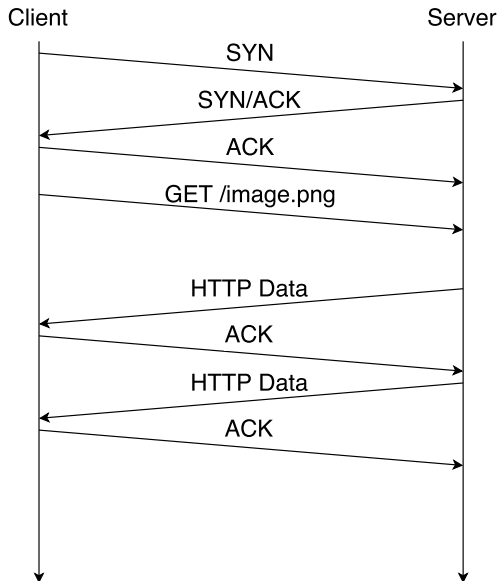 Client
Server
SYN
SYN/ACK
ACK
GET /image.png
HTTP Data
ACK
HTTP Data
ACK